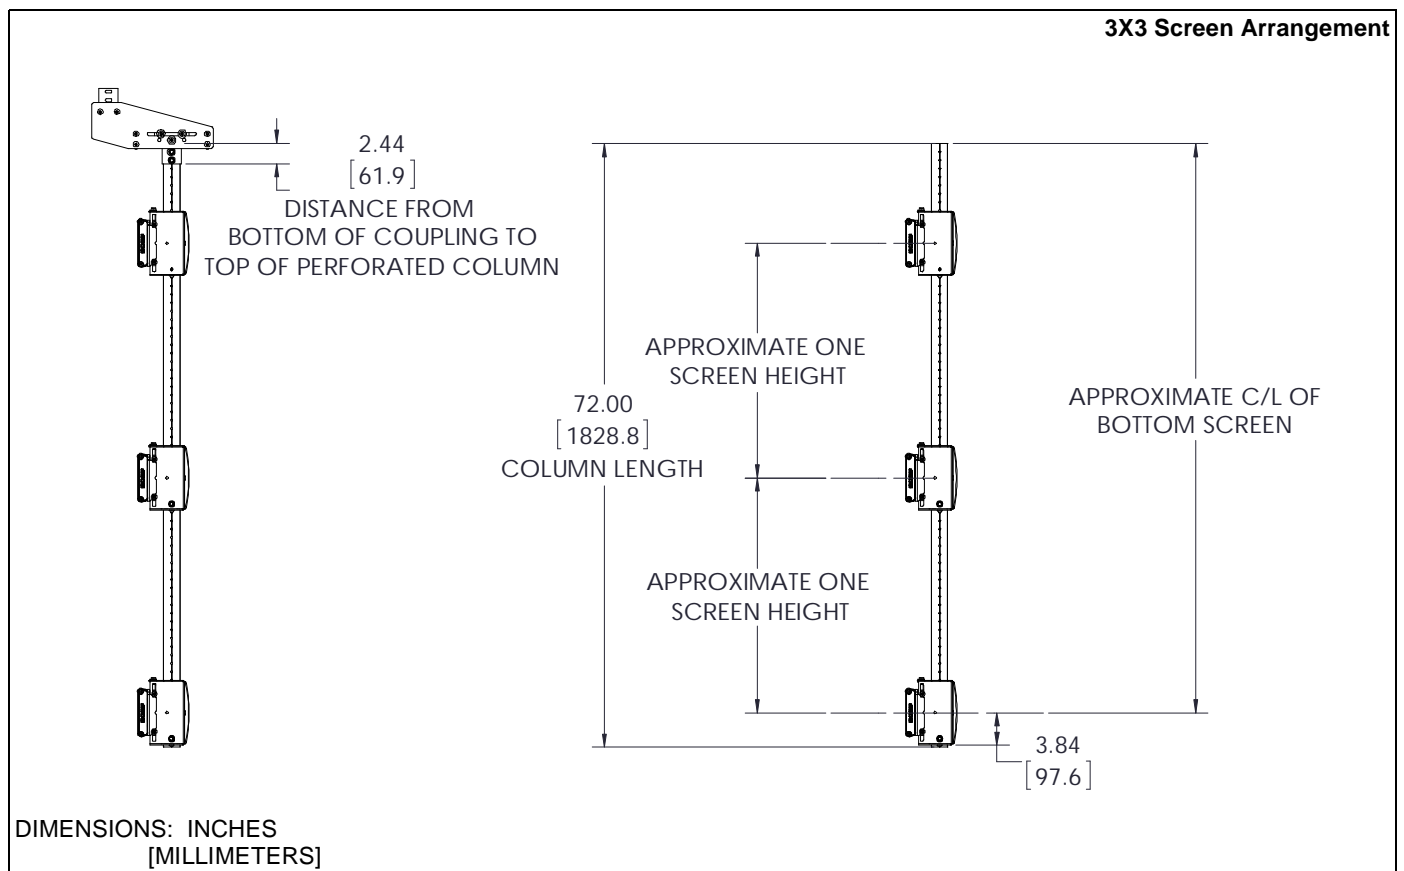 3X3 Screen Arrangement
2.44
[61.9]
DISTANCE FROM
BOTTOM OF COUPLING TO
TOP OF PERFORATED COLUMN
APPROXIMATE ONE
SCREEN HEIGHT
72.00
[1828.8]
COLUMN LENGTH
APPROXIMATE C/L OF
BOTTOM SCREEN
APPROXIMATE ONE
SCREEN HEIGHT
3.84
[97.6]
DIMENSIONS: INCHES
[MILLIMETERS]